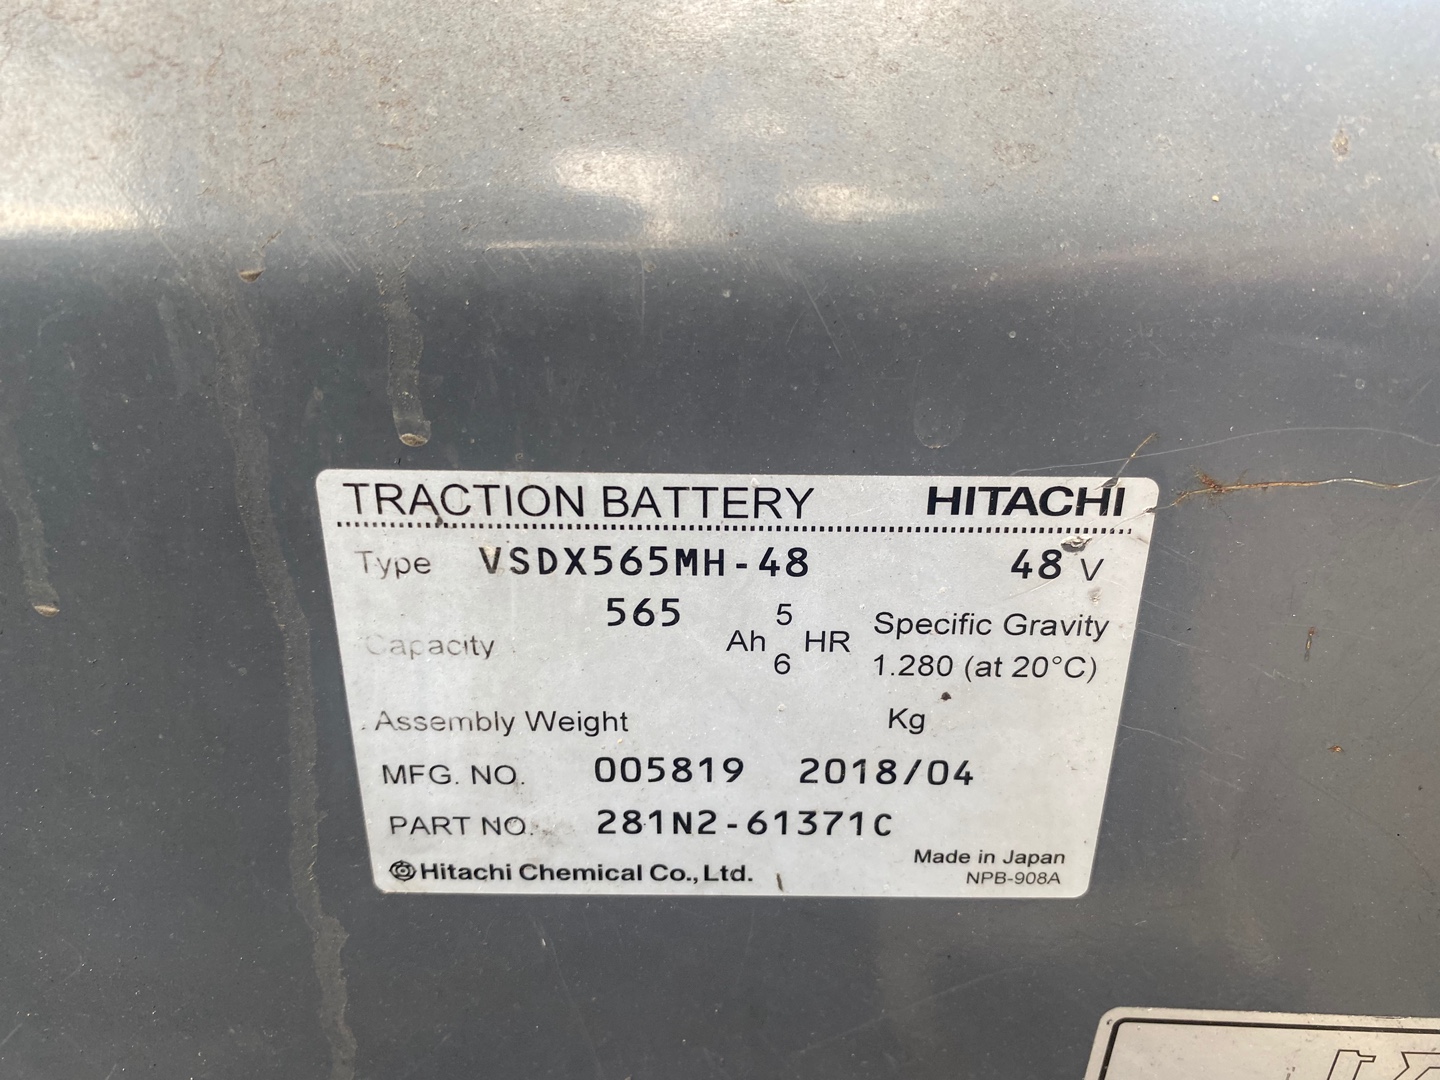 TRACTION BATTERY HITACHI
Type VSDX565MH-48 48 V
565 5
Capacity Ah HR Specific Gravity
6 1.280 (at 20°C)
Assembly Weight Kg
MFG. NO. 005819 2018/04
PART NO. 281N2-61371C
Hitachi Chemical Co., Ltd. Made in Japan
NPB-908A